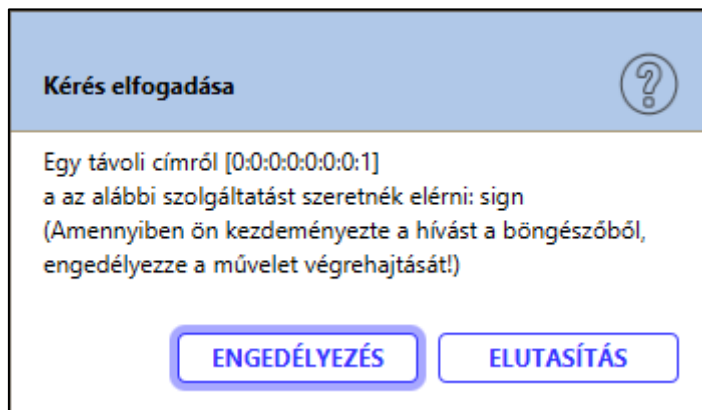 Kérés elfogadása
Egy távoli címről [0:0:0:0:0:0:0:1]
a az alábbi szolgáltatást szeretnék elérni: sign
(Amennyiben ön kezdeményezte a hívást a böngészőből,
engedélyezze a művelet végrehajtását!)
ENGEDÉLYEZÉS ELUTASÍTÁS